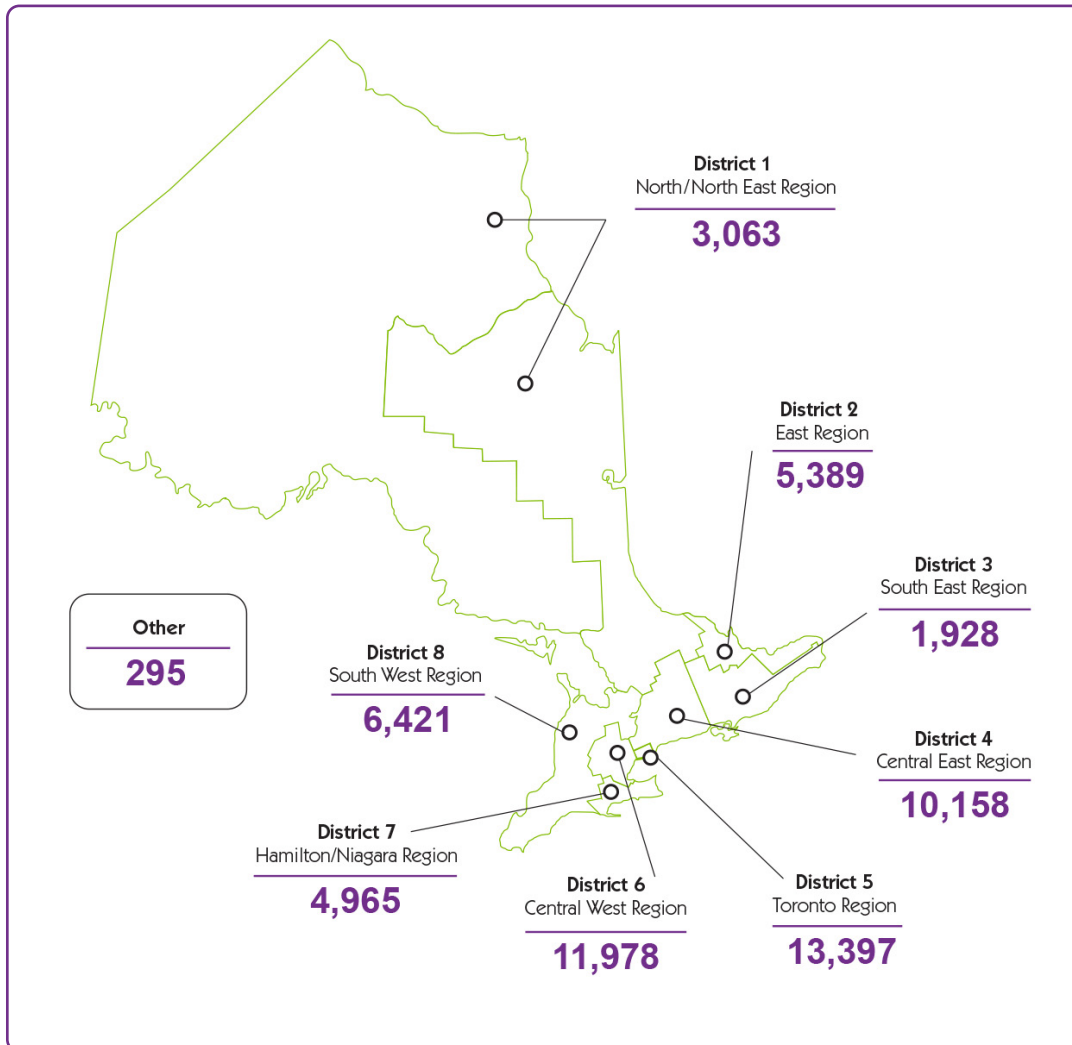 District 1
North/North East Region
3,063
District 2
East Region
5,389
District 3
South East Region
1,928
Other
295
District 8
South West Region
6,421
District 4
Central East Region
10,158
District 7
Hamilton/Niagara Region
4,965
District 6
Central West Region
11,978
District 5
Toronto Region
13,397